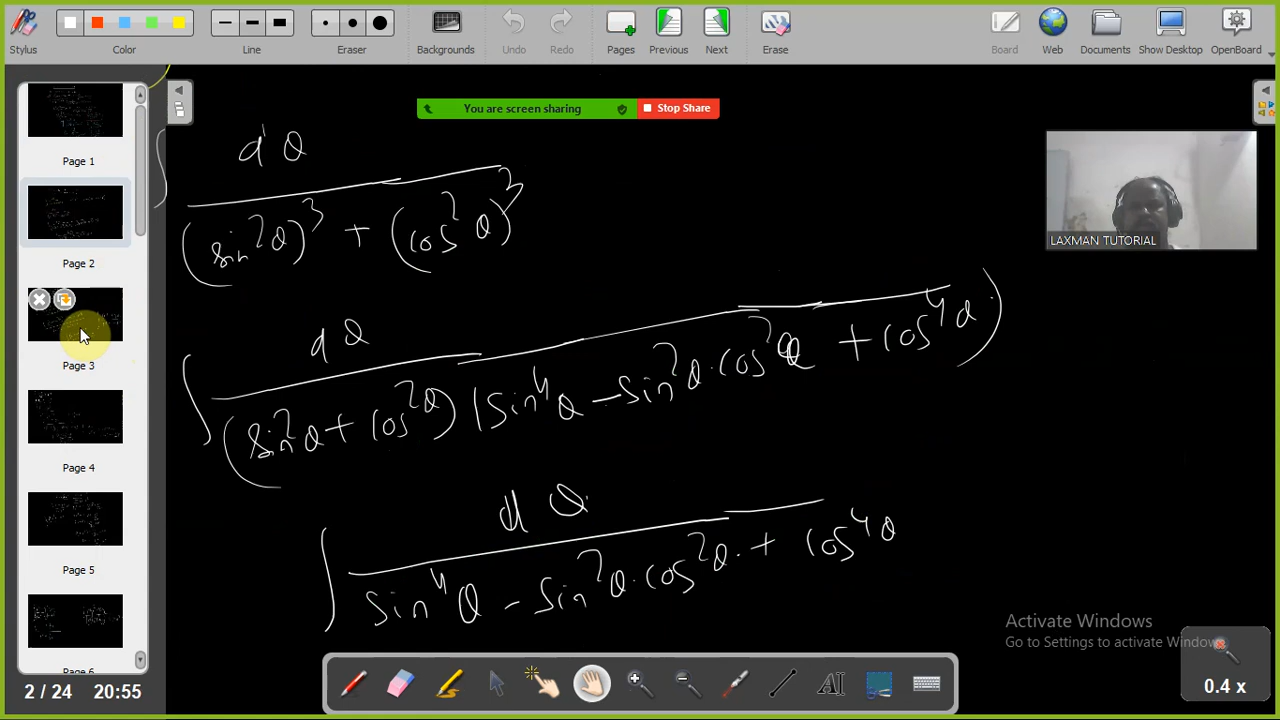 Stylus
Color
Line
Eraser
Backgrounds
Undo
Redo
Pages
Previous
Next
Erase
Board
Web
Documents
Show Desktop
OpenBoard
You are screen sharing
Stop Share
Page 1
Page 2
Page 3
Page 4
Page 5
Page 6
LAXMAN TUTORIAL
dθ
(sin²θ)³ + (cos²θ)³
∫ dθ
(sin²θ + cos²θ) (sin⁴θ - sin²θ·cos²θ + cos⁴θ)
∫ dθ
sin⁴θ - sin²θ·cos²θ + cos⁴θ
Activate Windows
Go to Settings to activate Windows
2 / 24 20:55
AI
0.4 x